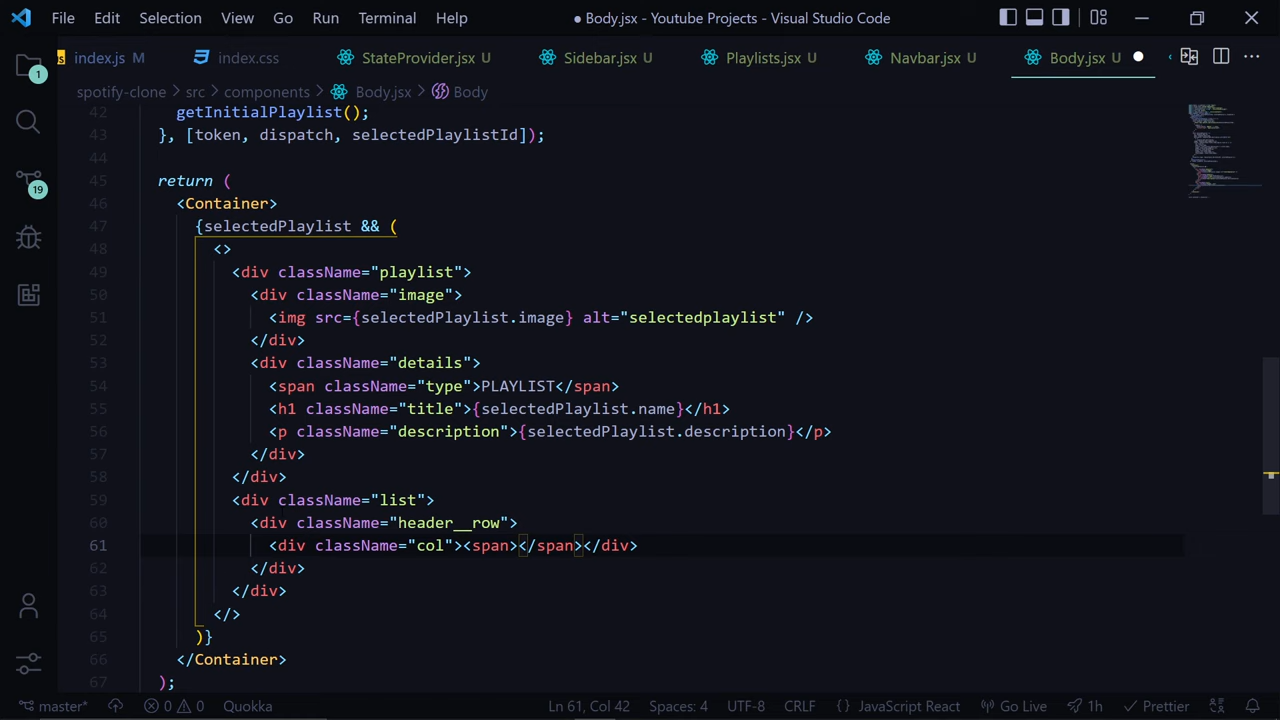 File Edit Selection View Go Run Terminal Help ● Body.jsx - Youtube Projects - Visual Studio Code
index.js M index.css StateProvider.jsx U Sidebar.jsx U Playlists.jsx U Navbar.jsx U Body.jsx U
spotify-clone > src > components > Body.jsx > Body
1
19
42 getInitialPlaylist();
43 }, [token, dispatch, selectedPlaylistId]);
44
45 return (
46 <Container>
47 {selectedPlaylist && (
48 <>
49 <div className="playlist">
50 <div className="image">
51 <img src={selectedPlaylist.image} alt="selectedplaylist" />
52 </div>
53 <div className="details">
54 <span className="type">PLAYLIST</span>
55 <h1 className="title">{selectedPlaylist.name}</h1>
56 <p className="description">{selectedPlaylist.description}</p>
57 </div>
58 </div>
59 <div className="list">
60 <div className="header__row">
61 <div className="col"><span></span></div>
62 </div>
63 </div>
64 </>
65 )}
66 </Container>
67 );
master* 0 0 Quokka Ln 61, Col 42 Spaces: 4 UTF-8 CRLF {} JavaScript React Go Live 1h Prettier